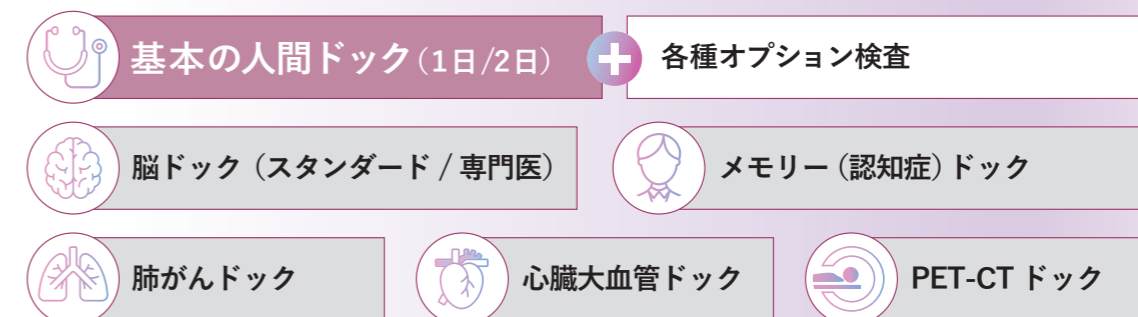 基本の人間ドック（1日/2日）
各種オプション検査
脳ドック（スタンダード / 専門医）
メモリー（認知症）ドック
肺がんドック
心臓大血管ドック
PET-CT ドック